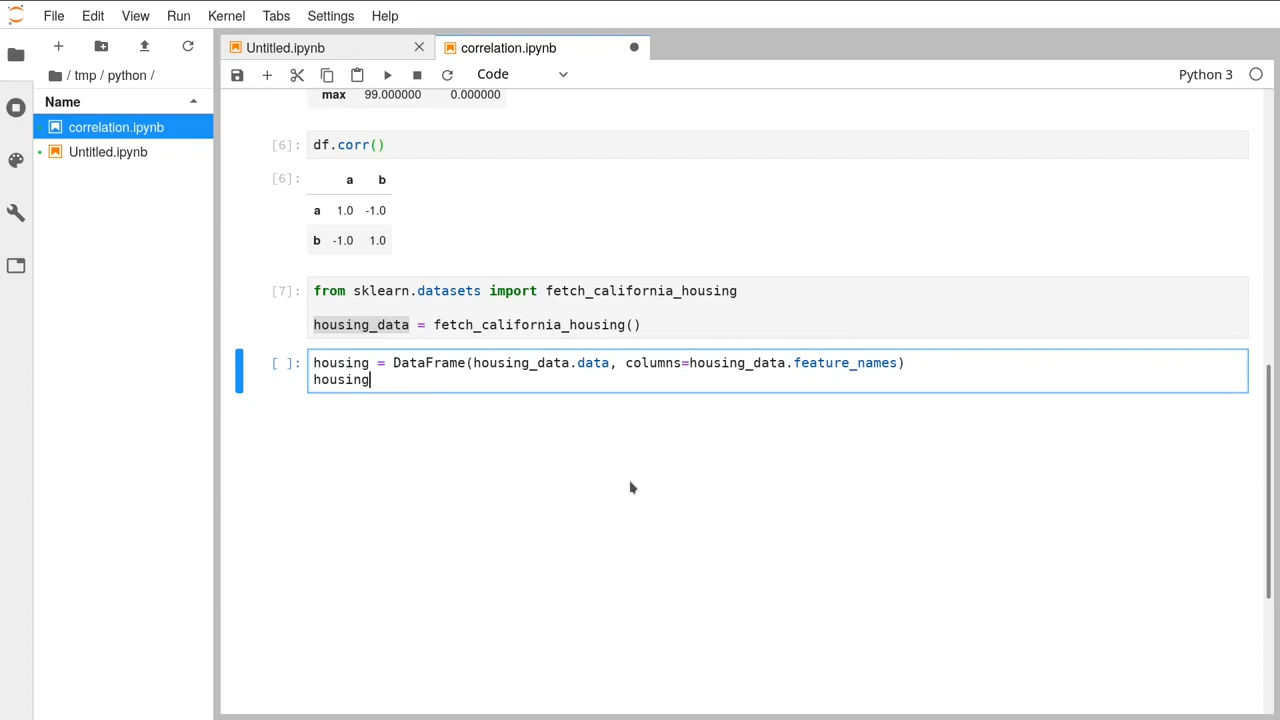 File Edit View Run Kernel Tabs Settings Help
Untitled.ipynb
correlation.ipynb
/ tmp / python /
Code
Python 3
Name
correlation.ipynb
Untitled.ipynb
max 99.000000 0.000000
[6]: df.corr()
[6]: a b
a 1.0 -1.0
b -1.0 1.0
[7]: from sklearn.datasets import fetch_california_housing
housing_data = fetch_california_housing()
[ ]: housing = DataFrame(housing_data.data, columns=housing_data.feature_names)
housing